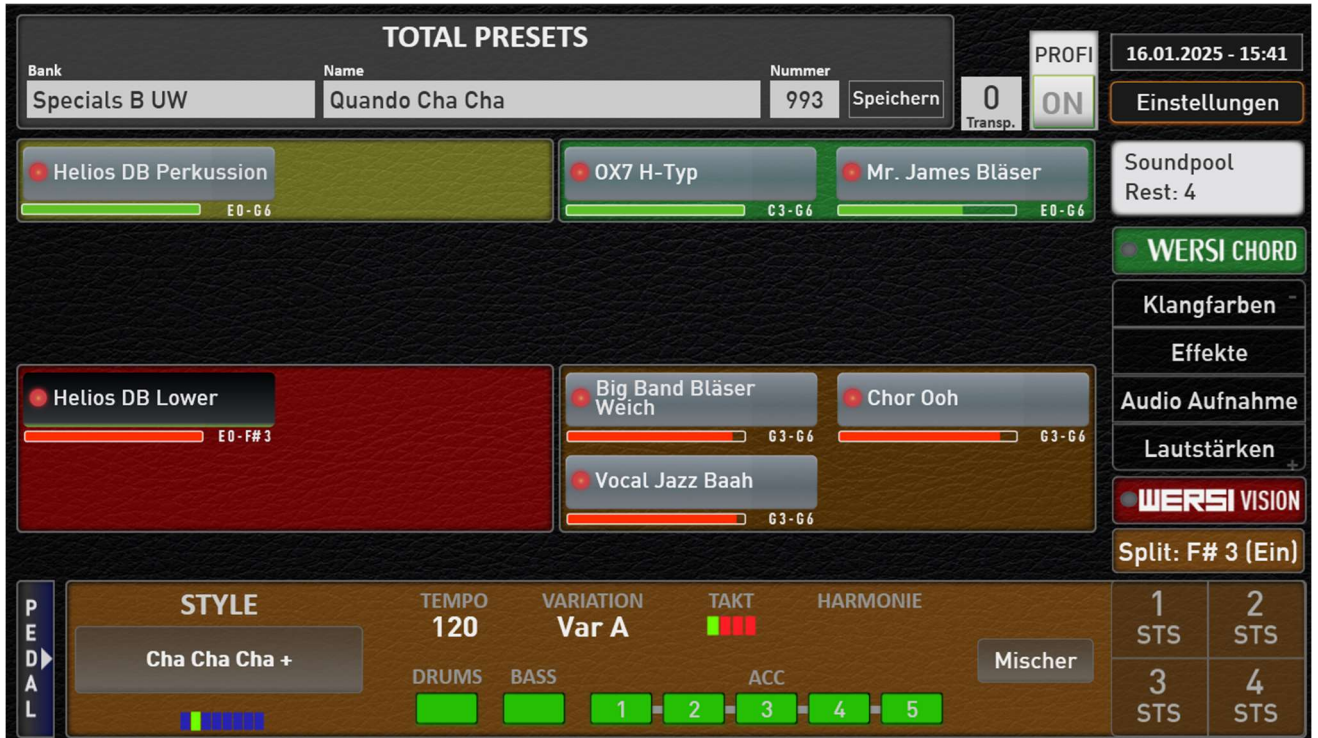 TOTAL PRESETS
Bank
Name
Nummer
Specials B UW
Quando Cha Cha
993
Speichern
0
Transp.
PROFI
ON
16.01.2025 - 15:41
Einstellungen
Helios DB Perkussion
E0-G6
OX7 H-Typ
C3-G6
Mr. James Bläser
E0-G6
Soundpool
Rest: 4
WERSI CHORD
Klangfarben -
Effekte
Audio Aufnahme
Lautstärken +
WERSI VISION
Split: F# 3 (Ein)
Helios DB Lower
E0-F#3
Big Band Bläser
Weich
G3-G6
Chor Ooh
G3-G6
Vocal Jazz Baah
G3-G6
PEDAL
STYLE
Cha Cha Cha +
TEMPO
120
VARIATION
Var A
TAKT
HARMONIE
Mischer
DRUMS
BASS
ACC
1 2 3 4 5
1
STS
2
STS
3
STS
4
STS